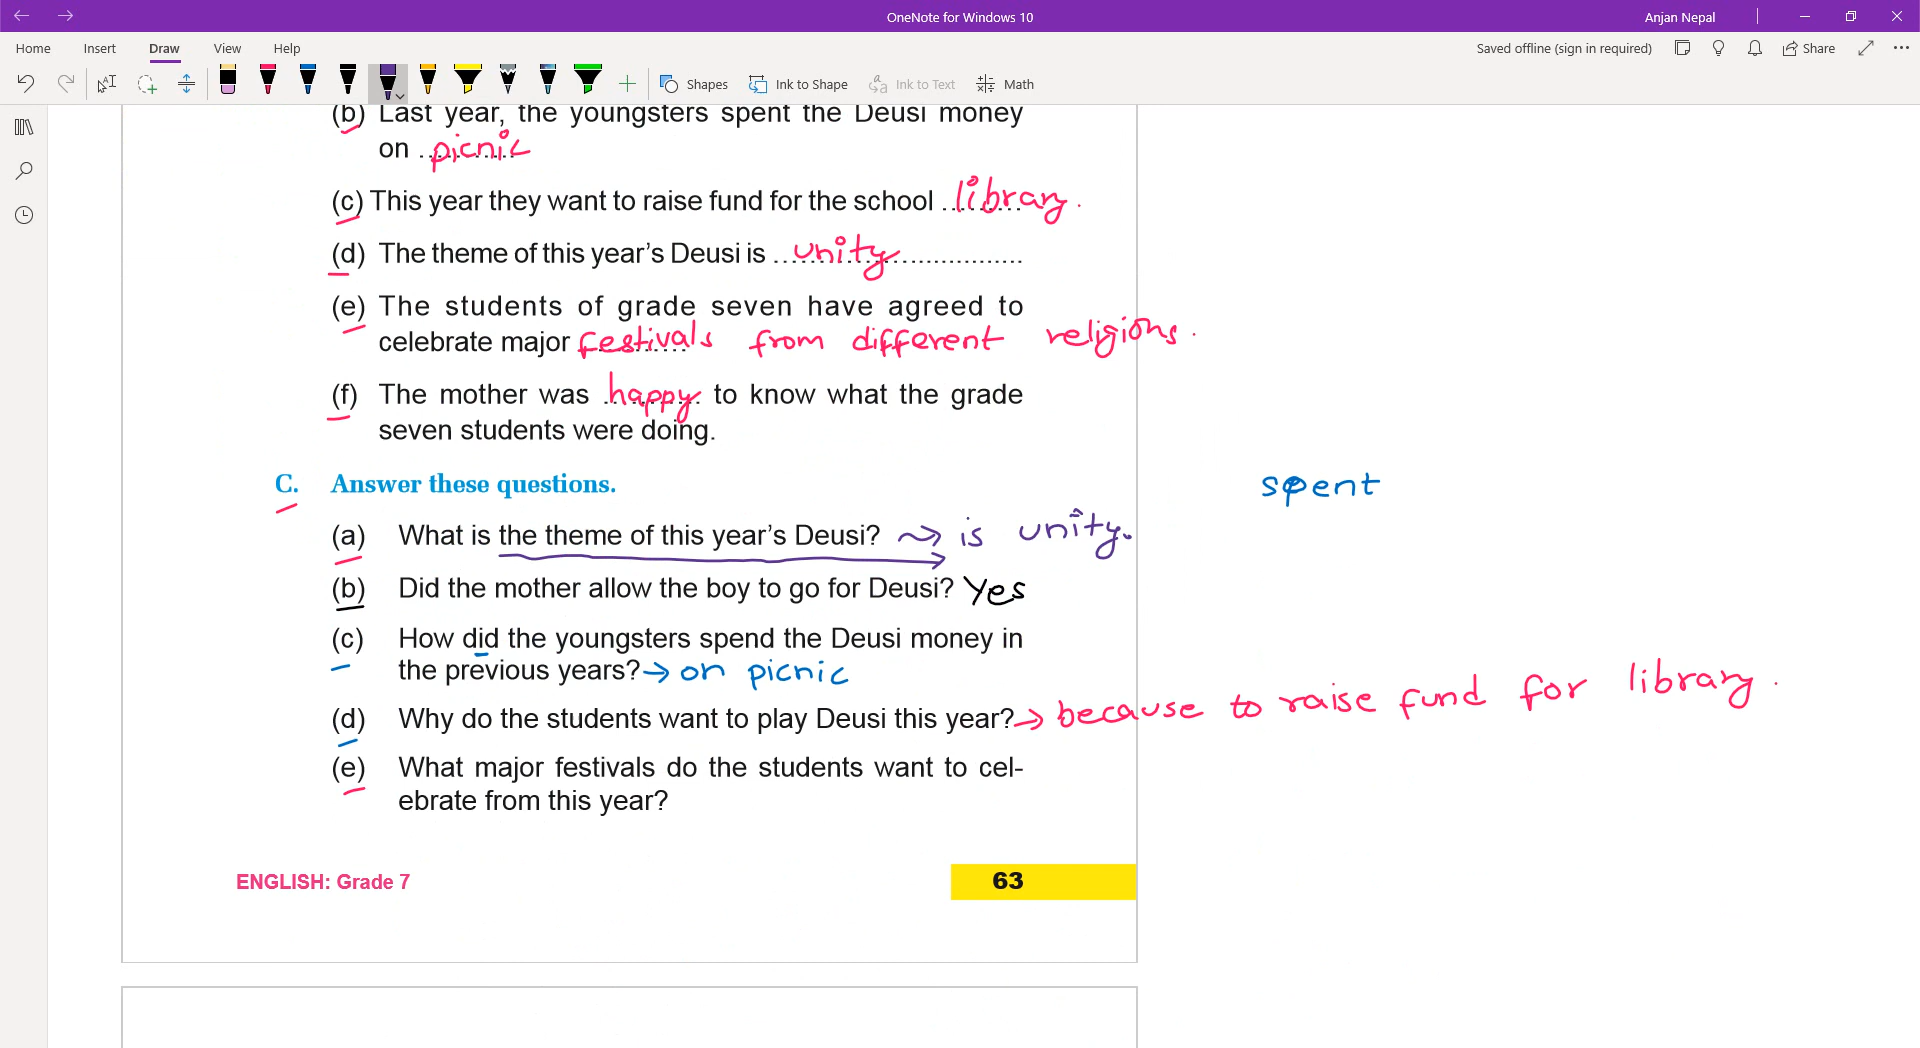 OneNote for Windows 10
Anjan Nepal
Home Insert Draw View Help
Saved offline (sign in required)
Share
Shapes
Ink to Shape
Ink to Text
Math
(b) Last year, the youngsters spent the Deusi money
on ............ picnic
(c) This year they want to raise fund for the school .......... library.
(d) The theme of this year's Deusi is ... unity ..............................
(e) The students of grade seven have agreed to
celebrate major festivals from different religions.
(f) The mother was happy to know what the grade
seven students were doing.
C. Answer these questions.
spent
(a) What is the theme of this year's Deusi? → is unity.
(b) Did the mother allow the boy to go for Deusi? Yes
(c) How did the youngsters spend the Deusi money in
the previous years? → on picnic
(d) Why do the students want to play Deusi this year? → because to raise fund for library.
(e) What major festivals do the students want to cel-
ebrate from this year?
ENGLISH: Grade 7
63